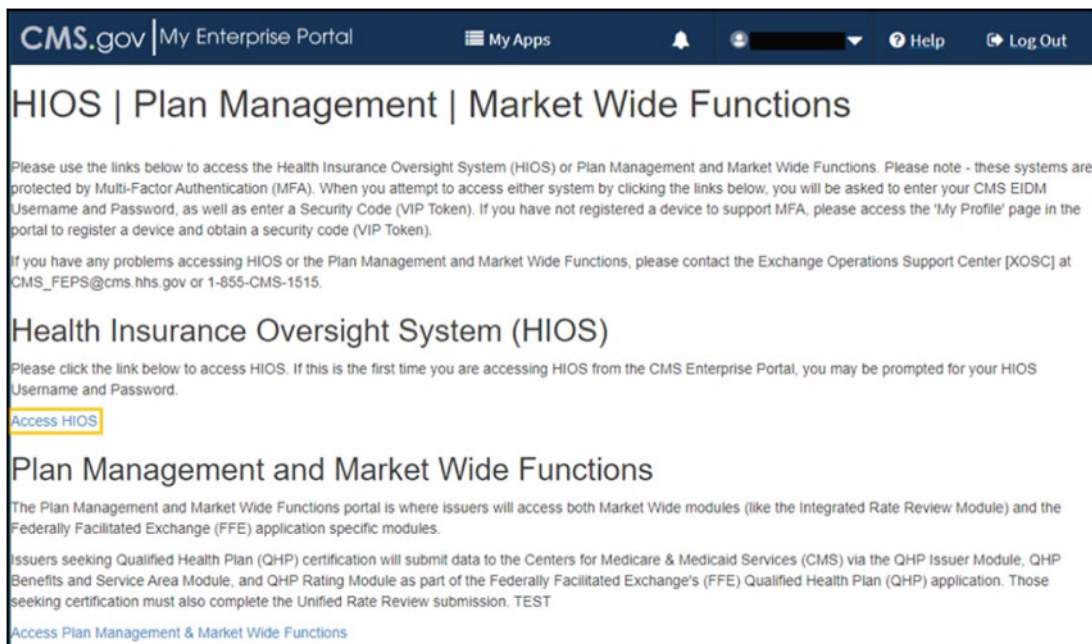 CMS.gov My Enterprise Portal My Apps Help Log Out
HIOS | Plan Management | Market Wide Functions
Please use the links below to access the Health Insurance Oversight System (HIOS) or Plan Management and Market Wide Functions. Please note - these systems are
protected by Multi-Factor Authentication (MFA). When you attempt to access either system by clicking the links below, you will be asked to enter your CMS EIDM
Username and Password, as well as enter a Security Code (VIP Token). If you have not registered a device to support MFA, please access the 'My Profile' page in the
portal to register a device and obtain a security code (VIP Token).
If you have any problems accessing HIOS or the Plan Management and Market Wide Functions, please contact the Exchange Operations Support Center [XOSC] at
CMS_FEPS@cms.hhs.gov or 1-855-CMS-1515.
Health Insurance Oversight System (HIOS)
Please click the link below to access HIOS. If this is the first time you are accessing HIOS from the CMS Enterprise Portal, you may be prompted for your HIOS
Username and Password.
Access HIOS
Plan Management and Market Wide Functions
The Plan Management and Market Wide Functions portal is where issuers will access both Market Wide modules (like the Integrated Rate Review Module) and the
Federally Facilitated Exchange (FFE) application specific modules.
Issuers seeking Qualified Health Plan (QHP) certification will submit data to the Centers for Medicare & Medicaid Services (CMS) via the QHP Issuer Module, QHP
Benefits and Service Area Module, and QHP Rating Module as part of the Federally Facilitated Exchange's (FFE) Qualified Health Plan (QHP) application. Those
seeking certification must also complete the Unified Rate Review submission. TEST
Access Plan Management & Market Wide Functions